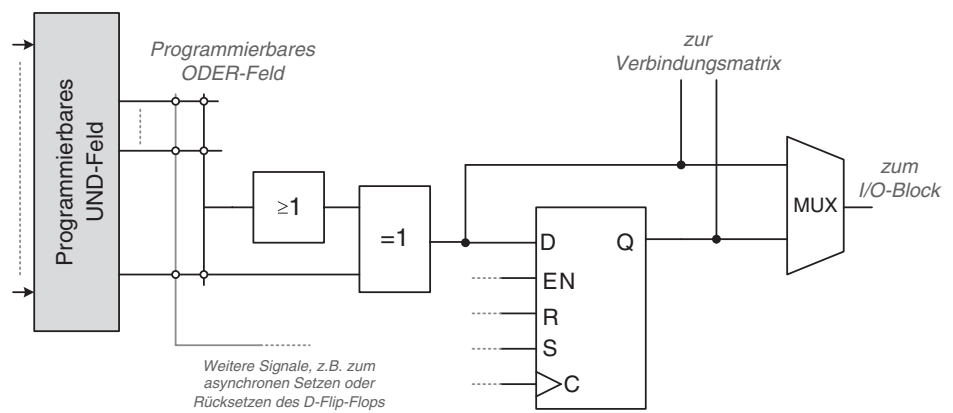 Programmierbares
UND-Feld
Programmierbares
ODER-Feld
≥1
=1
zur
Verbindungsmatrix
D
Q
EN
R
S
C
MUX
zum
I/O-Block
Weitere Signale, z.B. zum
asynchronen Setzen oder
Rücksetzen des D-Flip-Flops